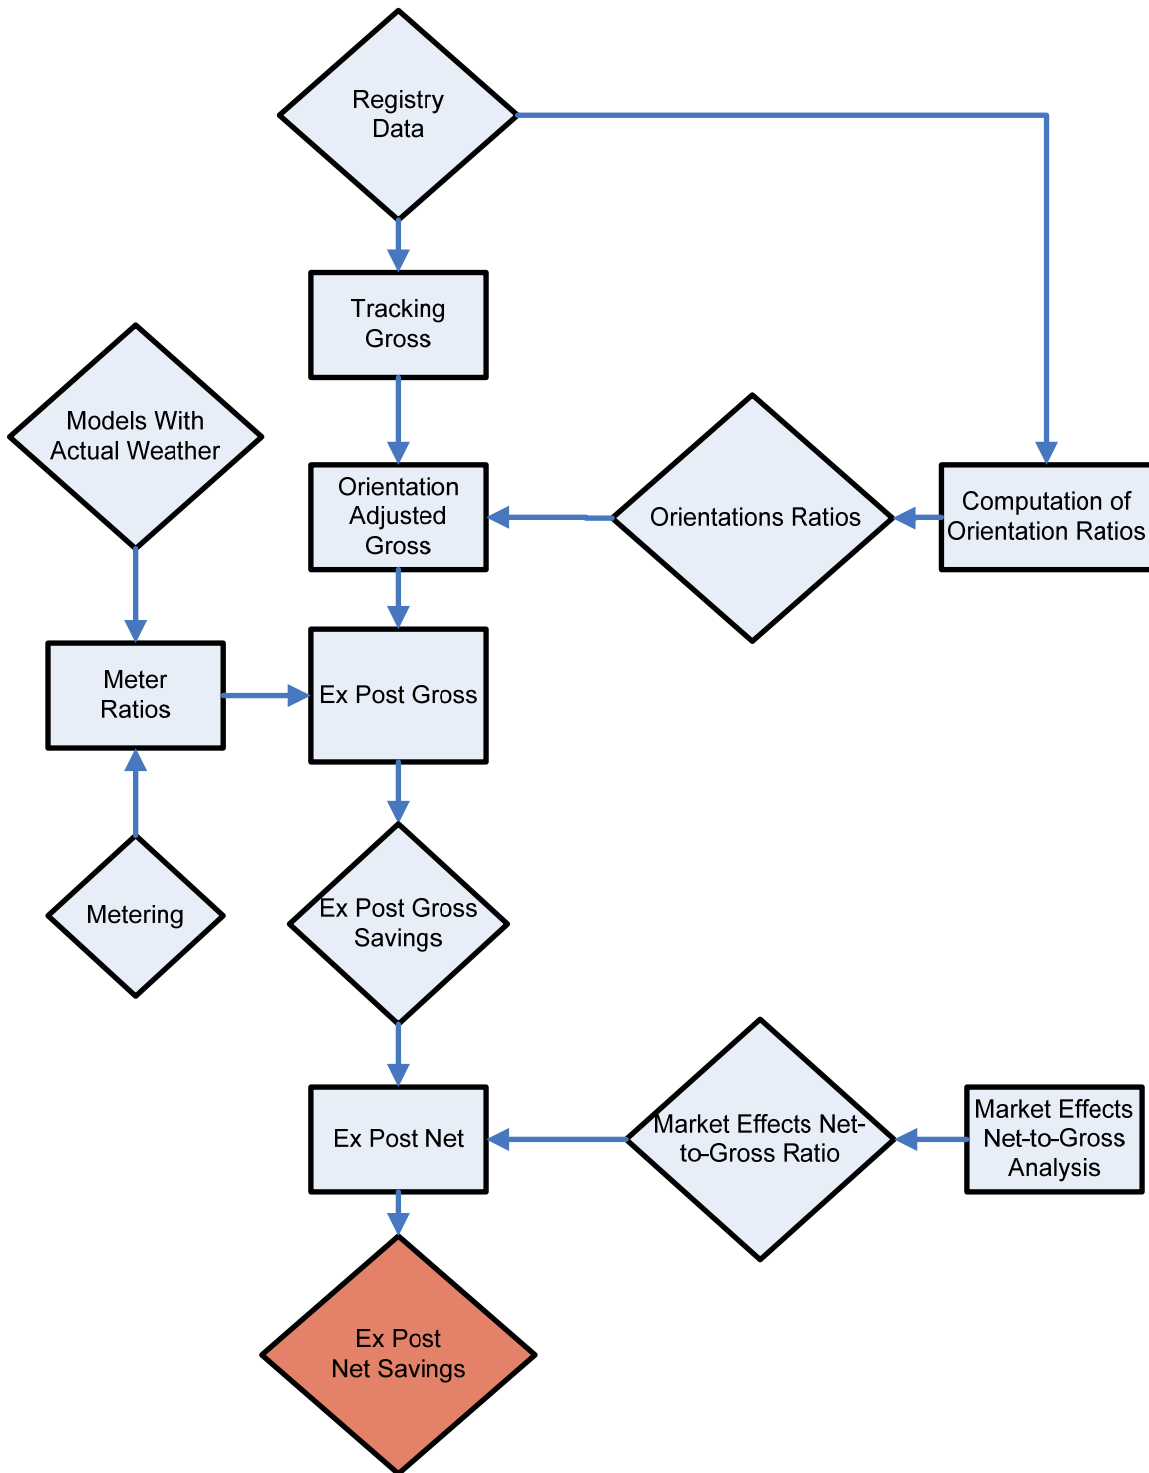 Registry
Data
Tracking
Gross
Models With
Actual Weather
Orientation
Adjusted
Gross
Orientations Ratios
Computation of
Orientation Ratios
Meter
Ratios
Ex Post Gross
Metering
Ex Post Gross
Savings
Ex Post Net
Market Effects Net-
to-Gross Ratio
Market Effects
Net-to-Gross
Analysis
Ex Post
Net Savings